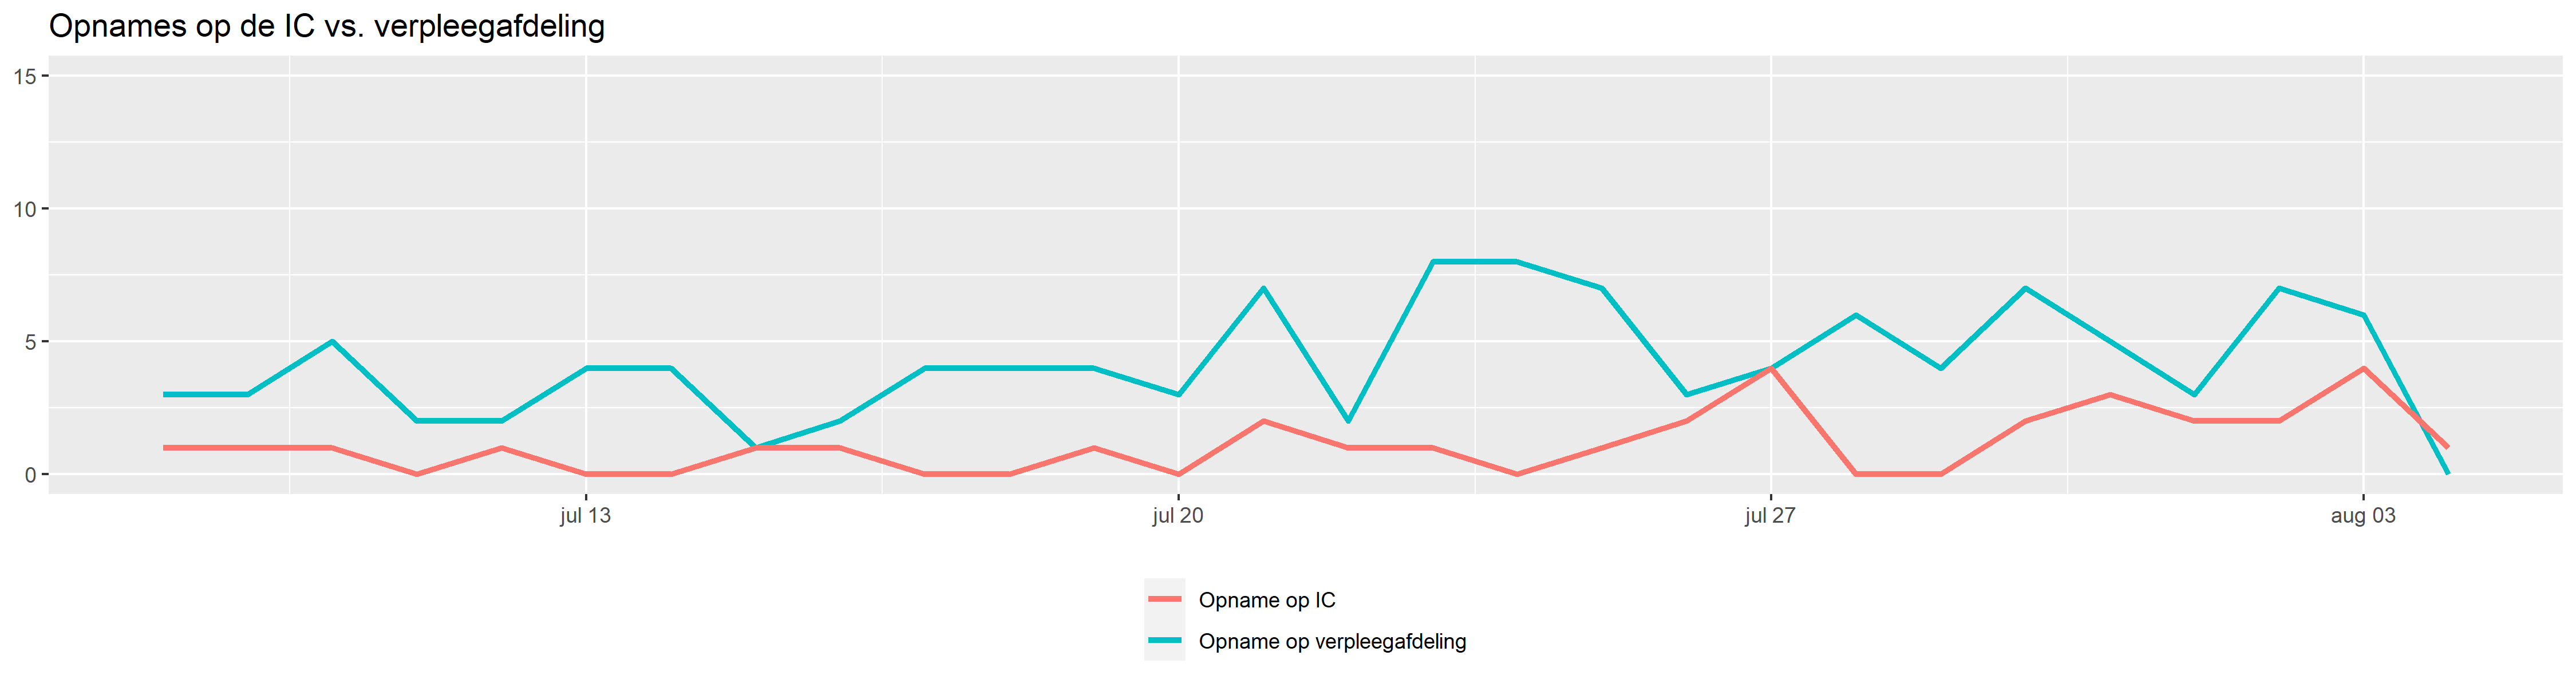 Opnames op de IC vs. verpleegafdeling
15
10
5
0
jul 13 jul 20 jul 27 aug 03
Opname op IC
Opname op verpleegafdeling